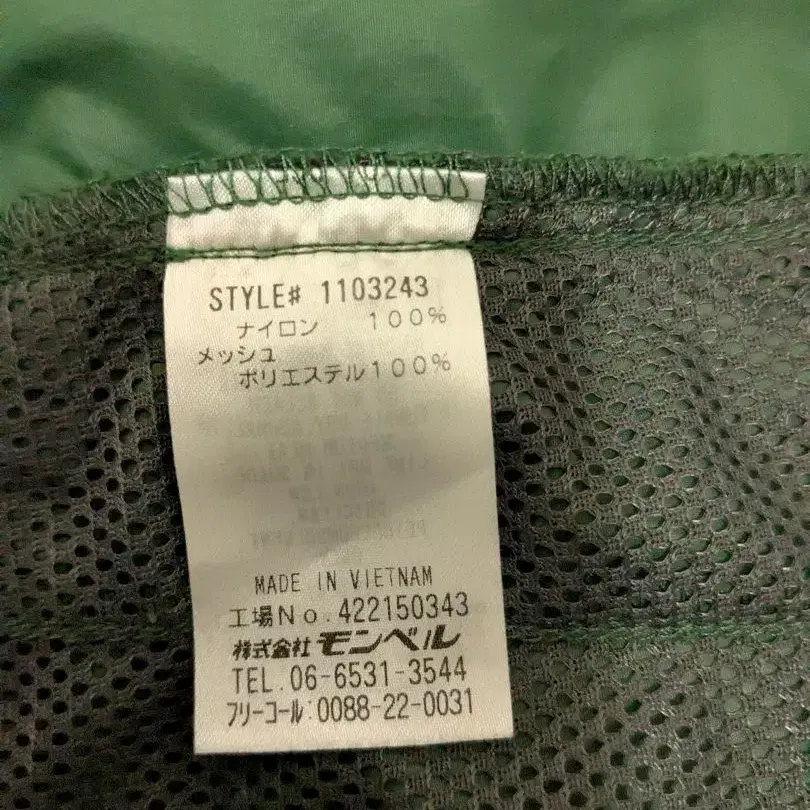 STYLE# 1103243
ナイロン 100%
メッシュ
ポリエステル100%
MADE IN VIETNAM
工場No.422150343
株式会社モンベル
TEL.06-6531-3544
フリーコール:0088-22-0031